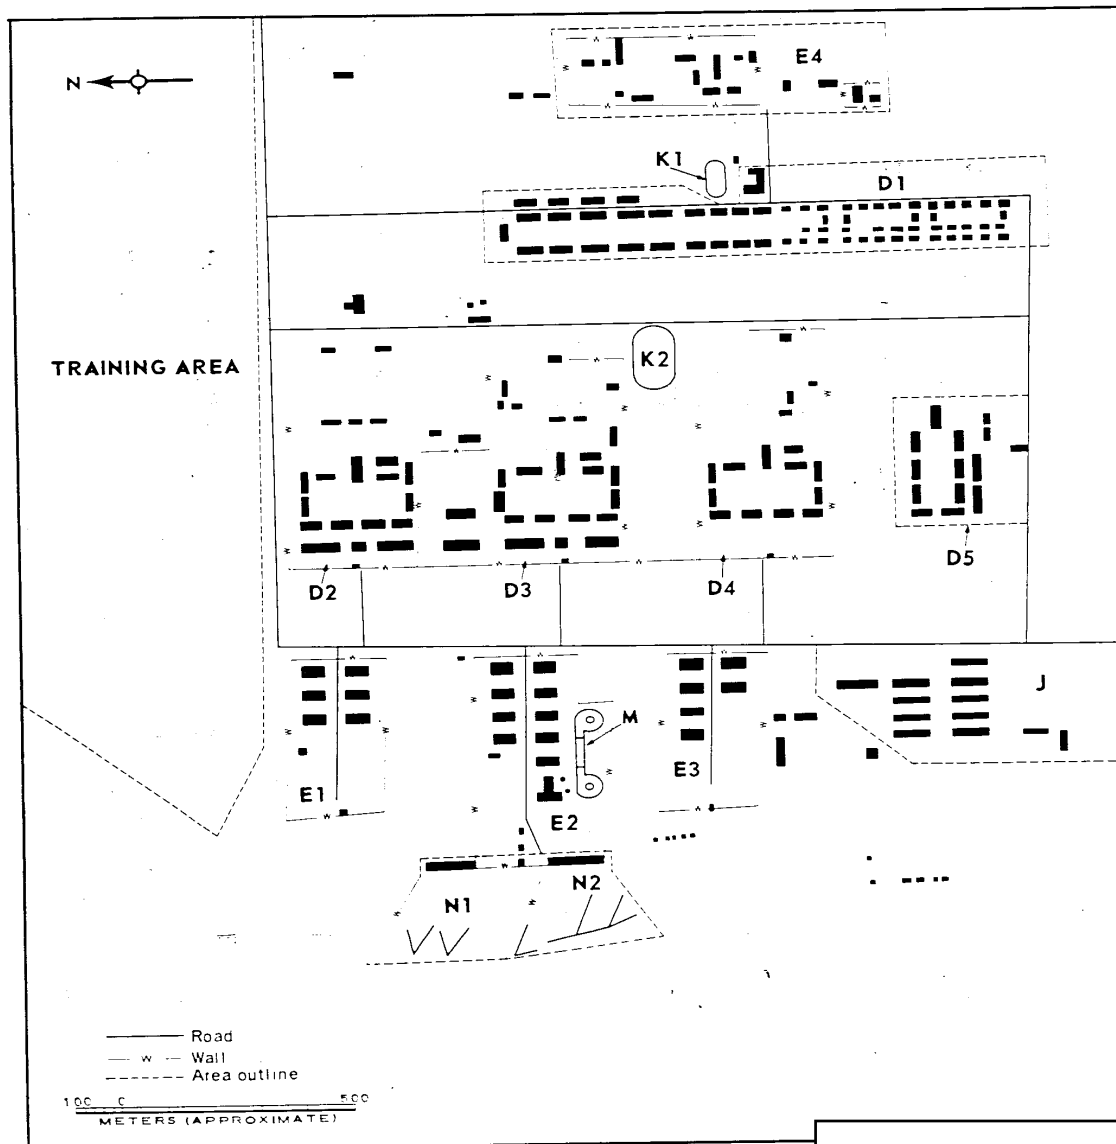 E4
N
K1
D1
TRAINING AREA
K2
D5
D2
D3
D4
J
M
E1
E2
E3
N1
N2
Road
W Wall
Area outline
100 0 500
METERS (APPROXIMATE)